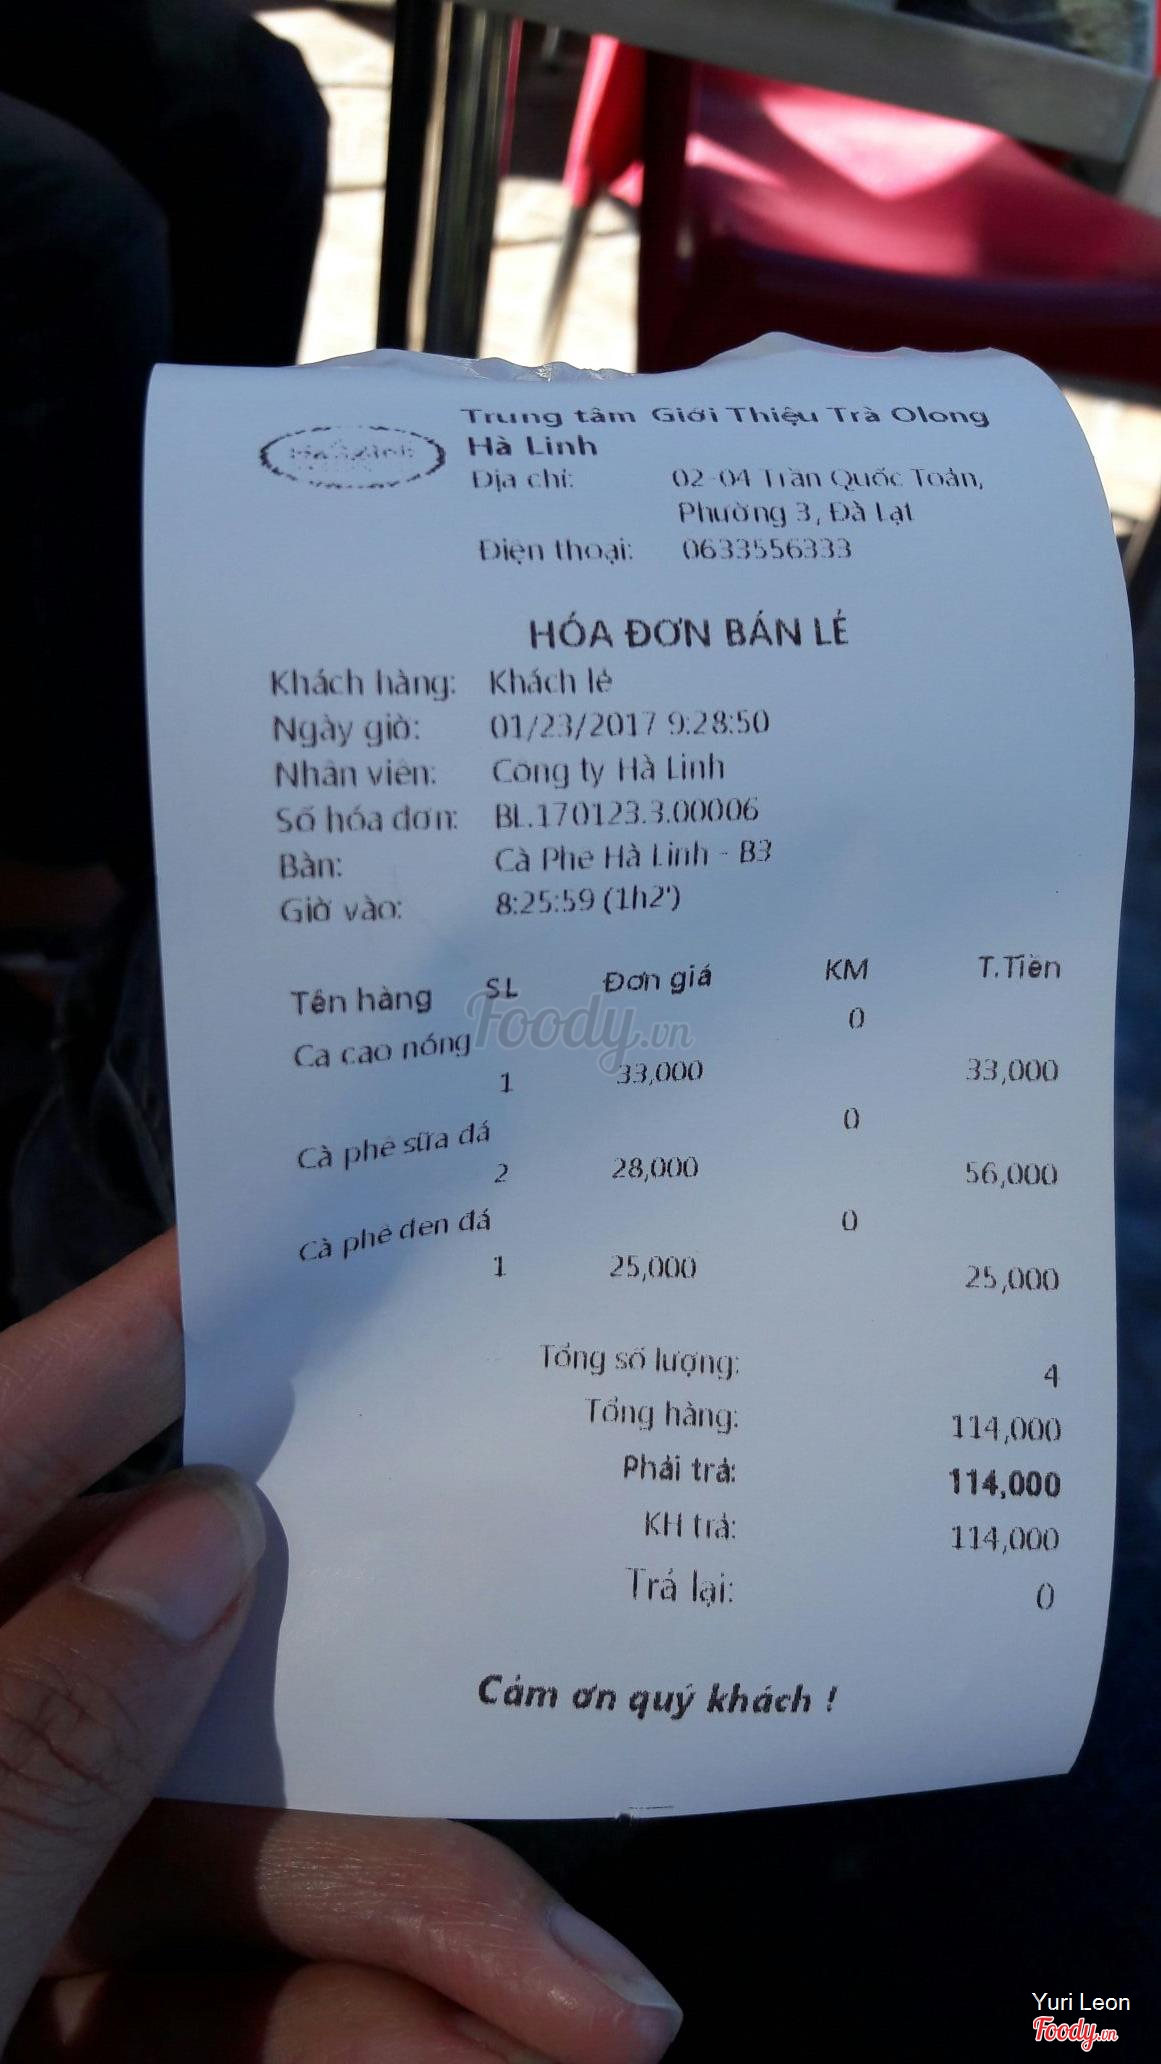 HÀ LINH
Trung tâm Giới Thiệu Trà Olong
Hà Linh
Địa chỉ: 02-04 Trần Quốc Toản,
Phường 3, Đà Lạt
Điện thoại: 0633556333
HÓA ĐƠN BÁN LẺ
Khách hàng: Khách lẻ
Ngày giờ: 01/23/2017 9:28:50
Nhân viên: Công ty Hà Linh
Số hóa đơn: BL.170123.3.00006
Bàn: Cà Phê Hà Linh - B3
Giờ vào: 8:25:59 (1h2')
Tên hàng SL Đơn giá KM T.Tiền
Ca cao nóng 0
1 33,000 33,000
Cà phê sữa đá 0
2 28,000 56,000
Cà phê đen đá 0
1 25,000 25,000
Tổng số lượng: 4
Tổng hàng: 114,000
Phải trả: 114,000
KH trả: 114,000
Trả lại: 0
Cảm ơn quý khách !
Foody.vn
Yuri Leon
Foody.vn